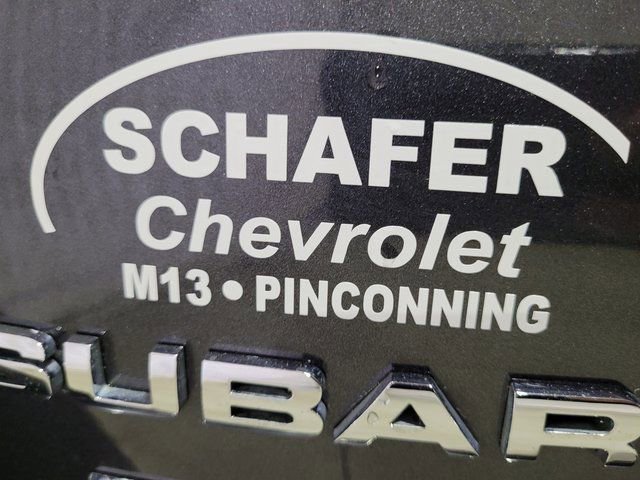 SCHAFER
Chevrolet
M13 • PINCONNING
SUBAR